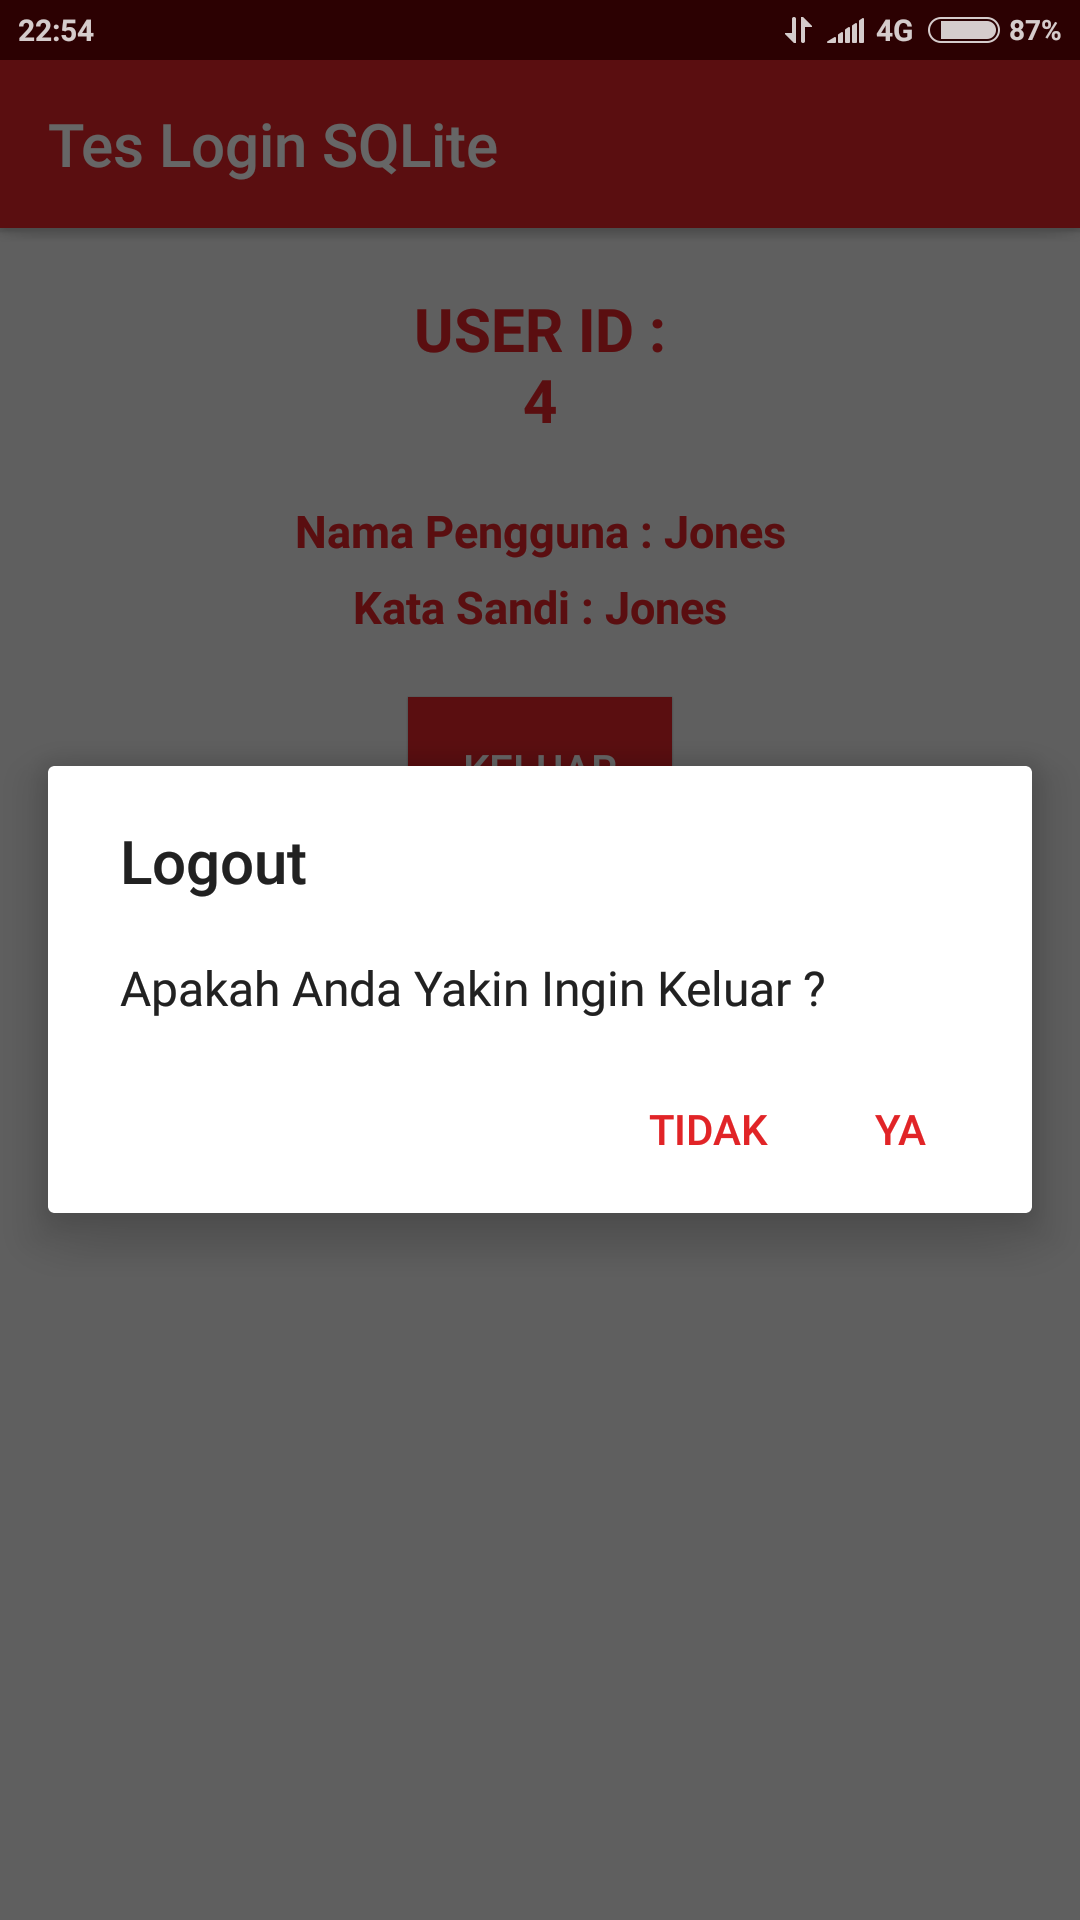 22:54 4G 87%
Tes Login SQLite
USER ID :
4
Nama Pengguna : Jones
Kata Sandi : Jones
KELUAR
Logout
Apakah Anda Yakin Ingin Keluar ?
TIDAK YA